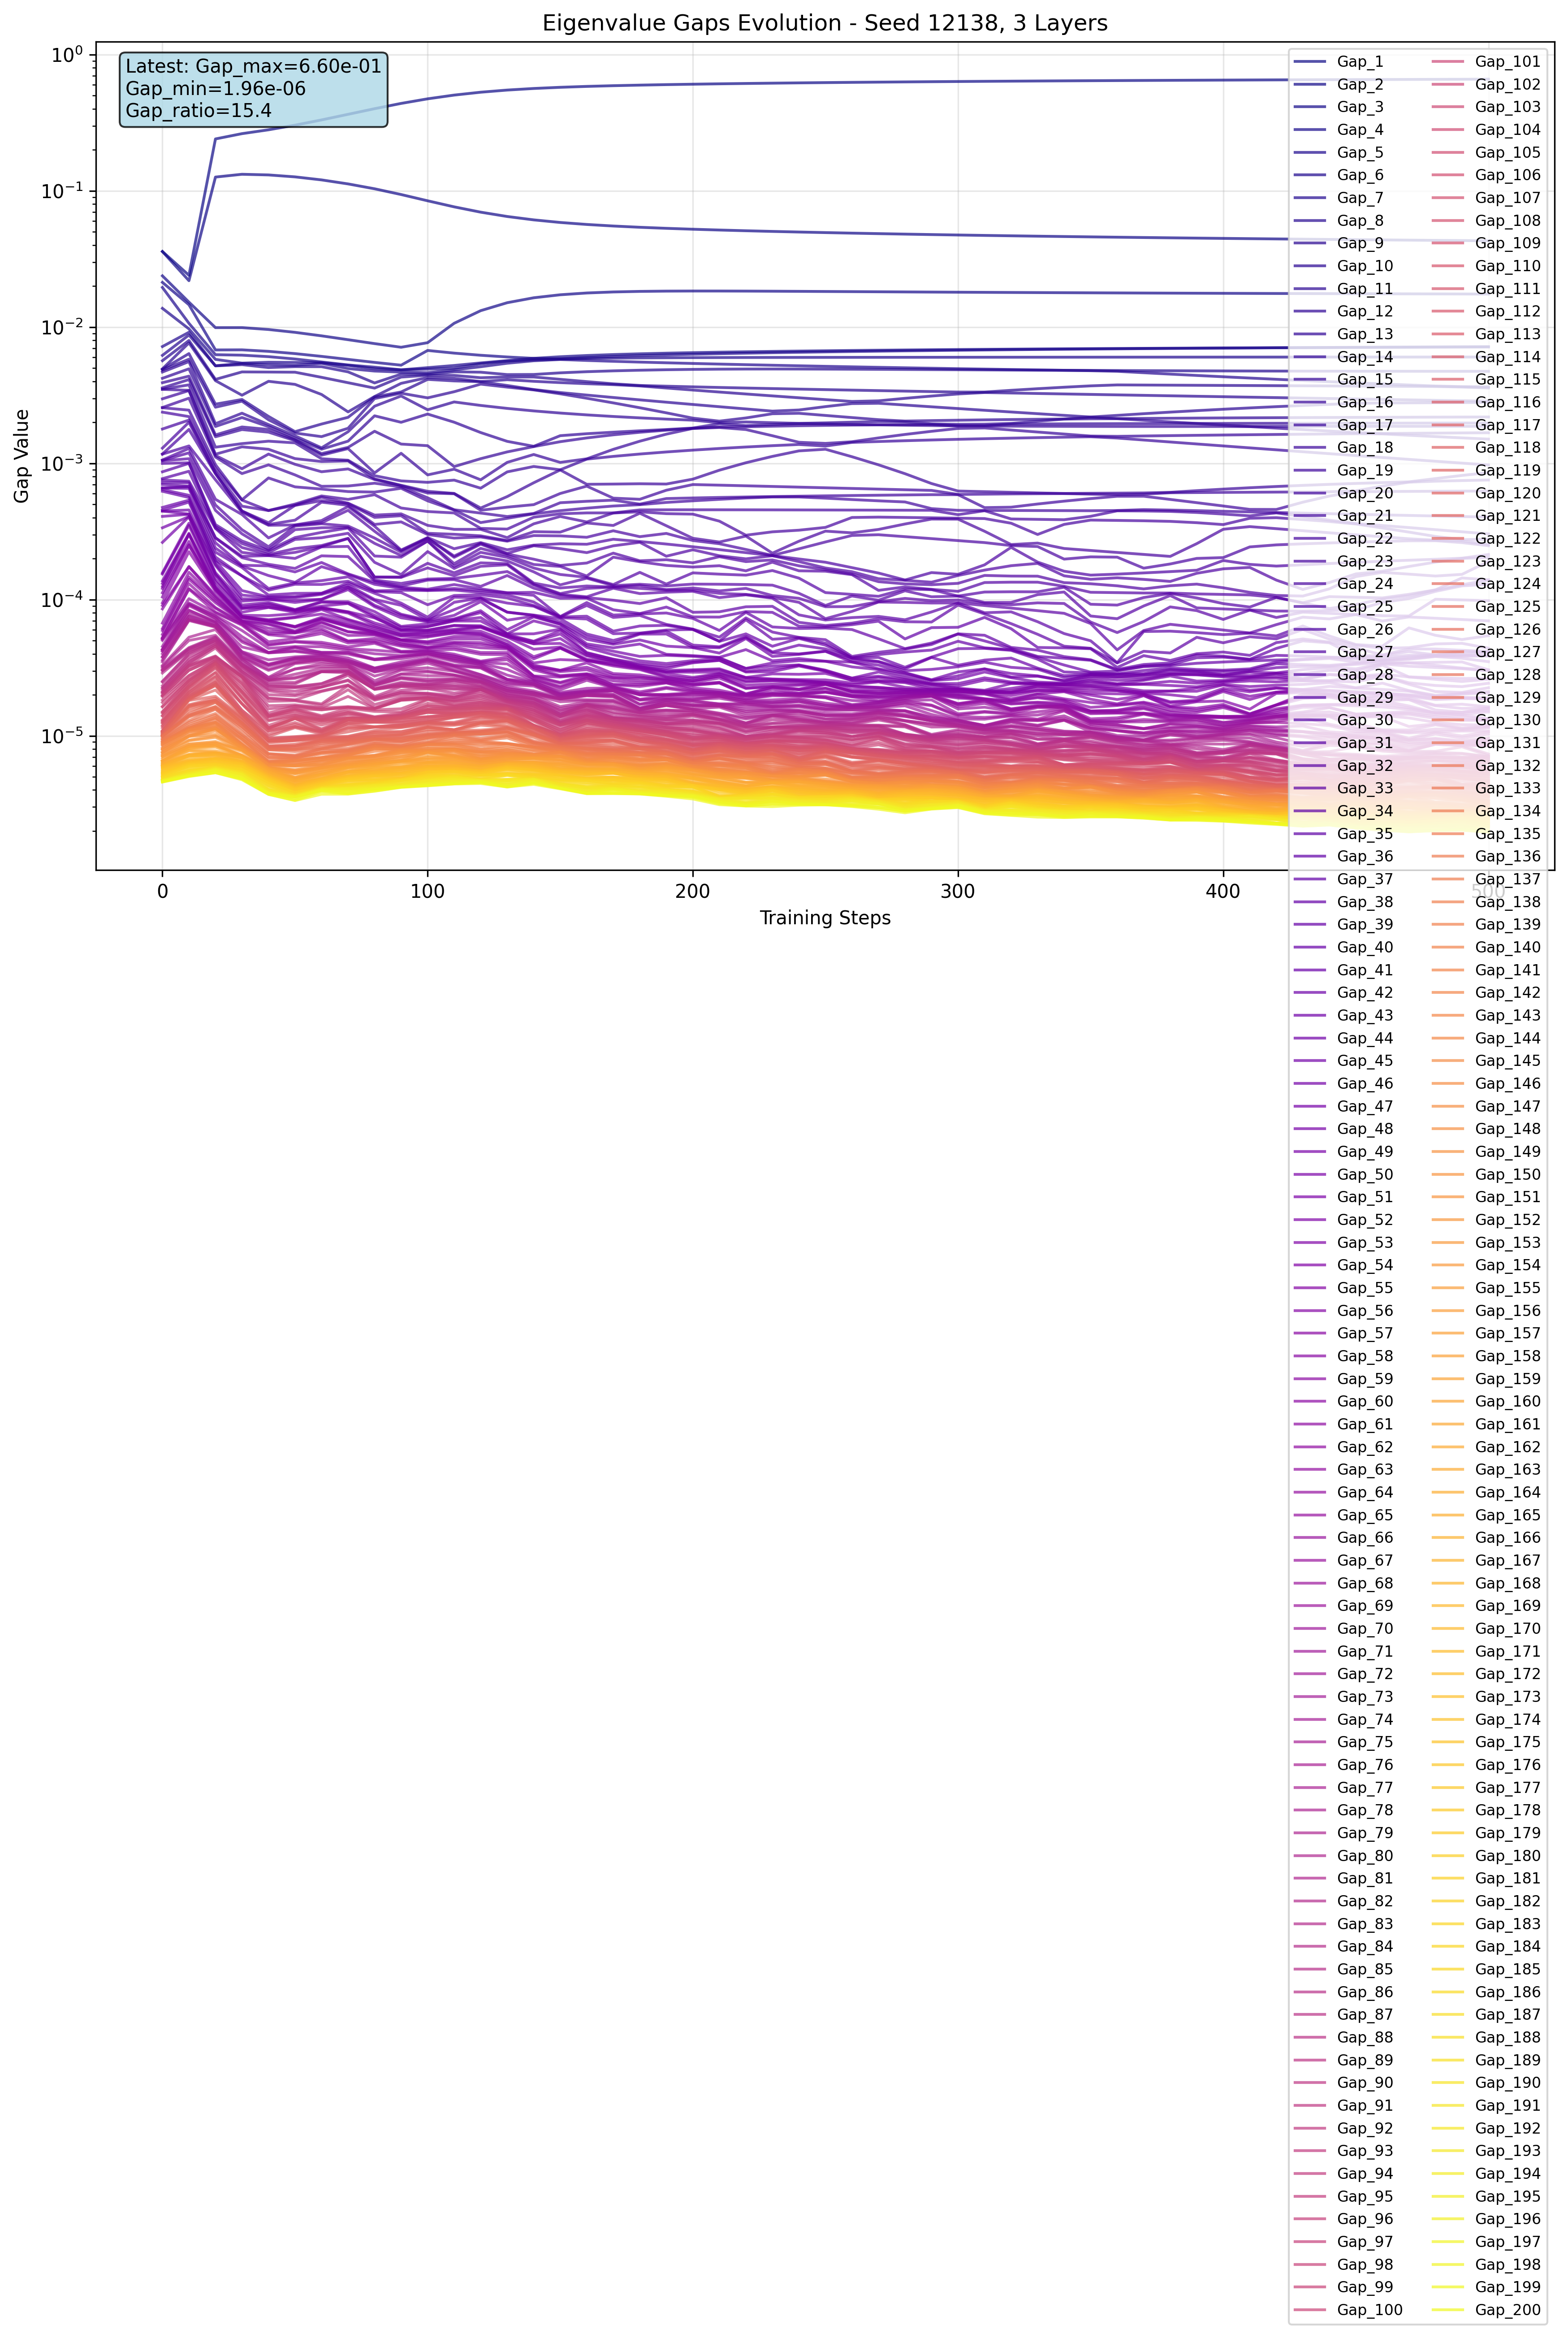 Eigenvalue Gaps Evolution - Seed 12138, 3 Layers
Latest: Gap_max=6.60e-01
Gap_min=1.96e-06
Gap_ratio=15.4
Gap Value
10⁰
10⁻¹
10⁻²
10⁻³
10⁻⁴
10⁻⁵
0
100
200
300
400
500
Training Steps
Gap_1
Gap_2
Gap_3
Gap_4
Gap_5
Gap_6
Gap_7
Gap_8
Gap_9
Gap_10
Gap_11
Gap_12
Gap_13
Gap_14
Gap_15
Gap_16
Gap_17
Gap_18
Gap_19
Gap_20
Gap_21
Gap_22
Gap_23
Gap_24
Gap_25
Gap_26
Gap_27
Gap_28
Gap_29
Gap_30
Gap_31
Gap_32
Gap_33
Gap_34
Gap_35
Gap_36
Gap_37
Gap_38
Gap_39
Gap_40
Gap_41
Gap_42
Gap_43
Gap_44
Gap_45
Gap_46
Gap_47
Gap_48
Gap_49
Gap_50
Gap_51
Gap_52
Gap_53
Gap_54
Gap_55
Gap_56
Gap_57
Gap_58
Gap_59
Gap_60
Gap_61
Gap_62
Gap_63
Gap_64
Gap_65
Gap_66
Gap_67
Gap_68
Gap_69
Gap_70
Gap_71
Gap_72
Gap_73
Gap_74
Gap_75
Gap_76
Gap_77
Gap_78
Gap_79
Gap_80
Gap_81
Gap_82
Gap_83
Gap_84
Gap_85
Gap_86
Gap_87
Gap_88
Gap_89
Gap_90
Gap_91
Gap_92
Gap_93
Gap_94
Gap_95
Gap_96
Gap_97
Gap_98
Gap_99
Gap_100
Gap_101
Gap_102
Gap_103
Gap_104
Gap_105
Gap_106
Gap_107
Gap_108
Gap_109
Gap_110
Gap_111
Gap_112
Gap_113
Gap_114
Gap_115
Gap_116
Gap_117
Gap_118
Gap_119
Gap_120
Gap_121
Gap_122
Gap_123
Gap_124
Gap_125
Gap_126
Gap_127
Gap_128
Gap_129
Gap_130
Gap_131
Gap_132
Gap_133
Gap_134
Gap_135
Gap_136
Gap_137
Gap_138
Gap_139
Gap_140
Gap_141
Gap_142
Gap_143
Gap_144
Gap_145
Gap_146
Gap_147
Gap_148
Gap_149
Gap_150
Gap_151
Gap_152
Gap_153
Gap_154
Gap_155
Gap_156
Gap_157
Gap_158
Gap_159
Gap_160
Gap_161
Gap_162
Gap_163
Gap_164
Gap_165
Gap_166
Gap_167
Gap_168
Gap_169
Gap_170
Gap_171
Gap_172
Gap_173
Gap_174
Gap_175
Gap_176
Gap_177
Gap_178
Gap_179
Gap_180
Gap_181
Gap_182
Gap_183
Gap_184
Gap_185
Gap_186
Gap_187
Gap_188
Gap_189
Gap_190
Gap_191
Gap_192
Gap_193
Gap_194
Gap_195
Gap_196
Gap_197
Gap_198
Gap_199
Gap_200